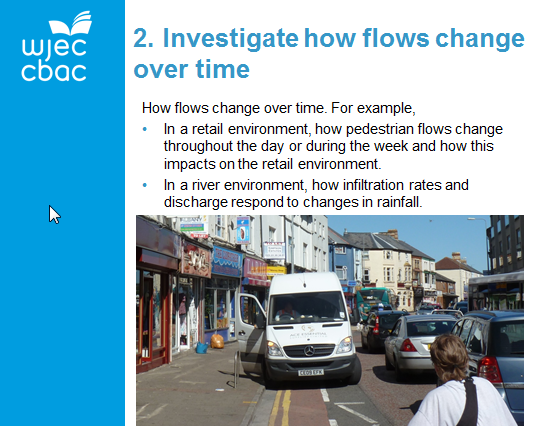 wjec
cbac
2. Investigate how flows change
over time
How flows change over time. For example,
• In a retail environment, how pedestrian flows change
throughout the day or during the week and how this
impacts on the retail environment.
• In a river environment, how infiltration rates and
discharge respond to changes in rainfall.